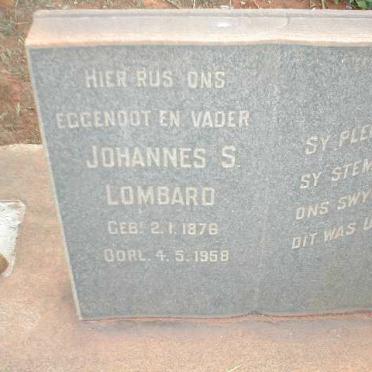 HIER RUS ONS
EGGENOOT EN VADER
JOHANNES S.
LOMBARD
GEB. 2.1.1876
OORL. 4.5.1958
SY
SY STEM
ONS SWY
DIT WAS U